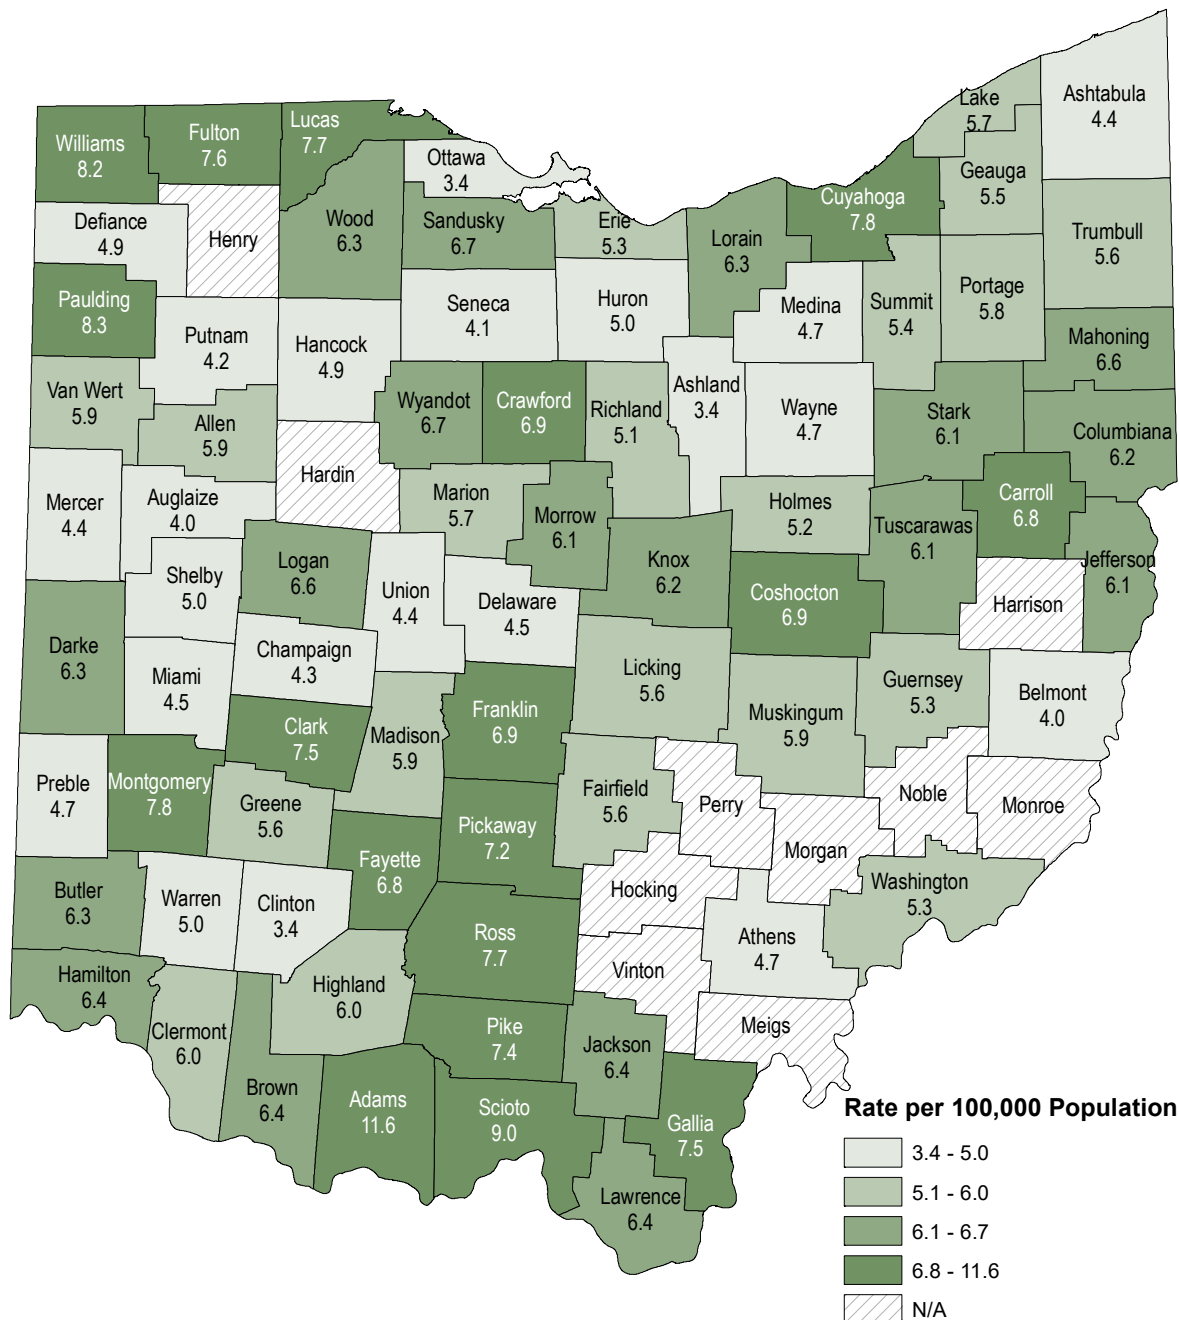 Lake
5.7
Ashtabula
4.4
Williams
8.2
Fulton
7.6
Lucas
7.7
Ottawa
3.4
Geauga
5.5
Cuyahoga
7.8
Defiance
4.9
Henry
Wood
6.3
Sandusky
6.7
Erie
5.3
Lorain
6.3
Trumbull
5.6
Paulding
8.3
Putnam
4.2
Hancock
4.9
Seneca
4.1
Huron
5.0
Medina
4.7
Summit
5.4
Portage
5.8
Mahoning
6.6
Van Wert
5.9
Allen
5.9
Wyandot
6.7
Crawford
6.9
Richland
5.1
Ashland
3.4
Wayne
4.7
Stark
6.1
Columbiana
6.2
Hardin
Mercer
4.4
Auglaize
4.0
Marion
5.7
Morrow
6.1
Holmes
5.2
Tuscarawas
6.1
Carroll
6.8
Jefferson
6.1
Shelby
5.0
Logan
6.6
Union
4.4
Delaware
4.5
Knox
6.2
Coshocton
6.9
Harrison
Darke
6.3
Miami
4.5
Champaign
4.3
Licking
5.6
Muskingum
5.9
Guernsey
5.3
Belmont
4.0
Clark
7.5
Madison
5.9
Franklin
6.9
Preble
4.7
Montgomery
7.8
Greene
5.6
Fairfield
5.6
Perry
Noble
Monroe
Pickaway
7.2
Fayette
6.8
Morgan
Butler
6.3
Warren
5.0
Clinton
3.4
Hocking
Washington
5.3
Ross
7.7
Athens
4.7
Hamilton
6.4
Highland
6.0
Vinton
Clermont
6.0
Pike
7.4
Jackson
6.4
Meigs
Brown
6.4
Adams
11.6
Scioto
9.0
Gallia
7.5
Lawrence
6.4
Rate per 100,000 Population
3.4 - 5.0
5.1 - 6.0
6.1 - 6.7
6.8 - 11.6
N/A